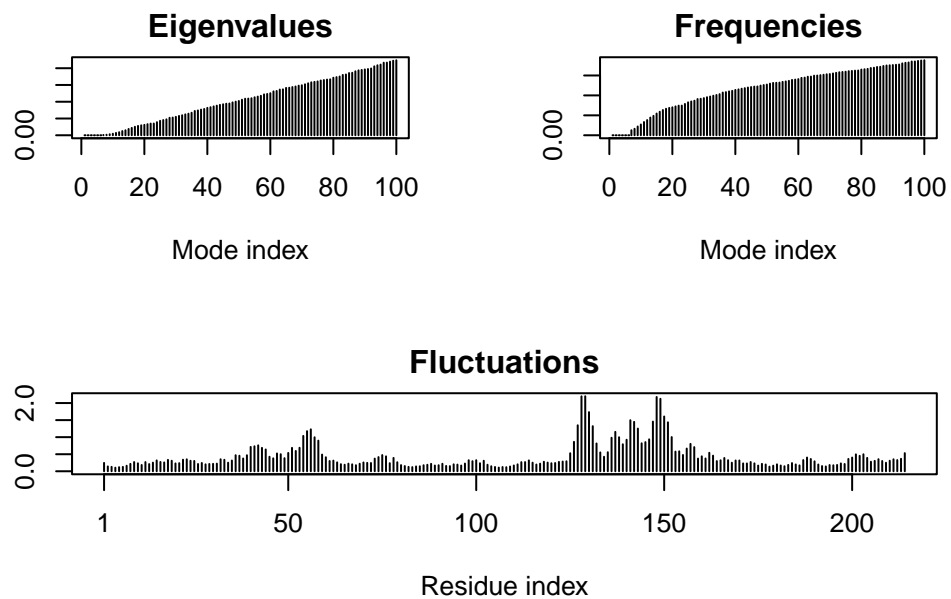 Eigenvalues
0.00
0 20 40 60 80 100
Mode index
Frequencies
0.00
0 20 40 60 80 100
Mode index
Fluctuations
2.0
0.0
1 50 100 150 200
Residue index